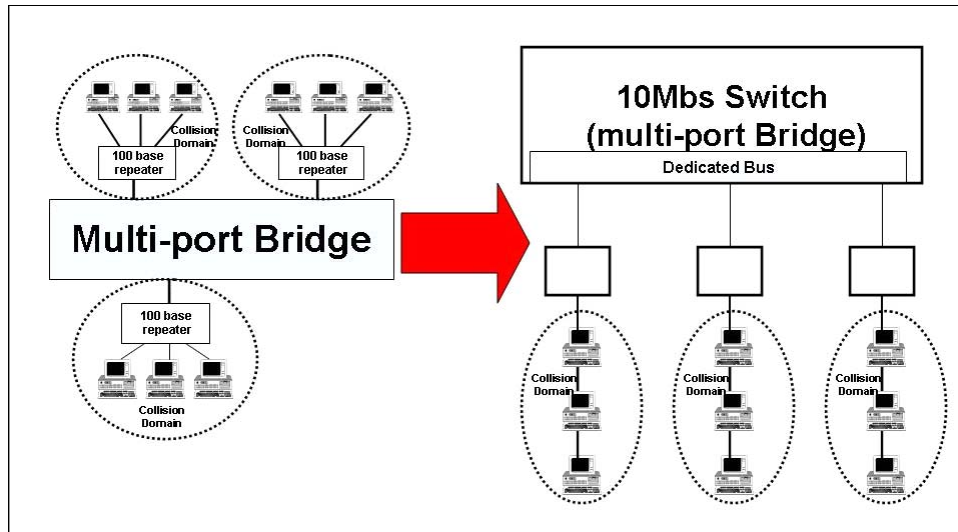 Collision
Domain
100 base
repeater
Collision
Domain
100 base
repeater
Multi-port Bridge
100 base
repeater
Collision
Domain
10Mbs Switch
(multi-port Bridge)
Dedicated Bus
Collision
Domain
Collision
Domain
Collision
Domain